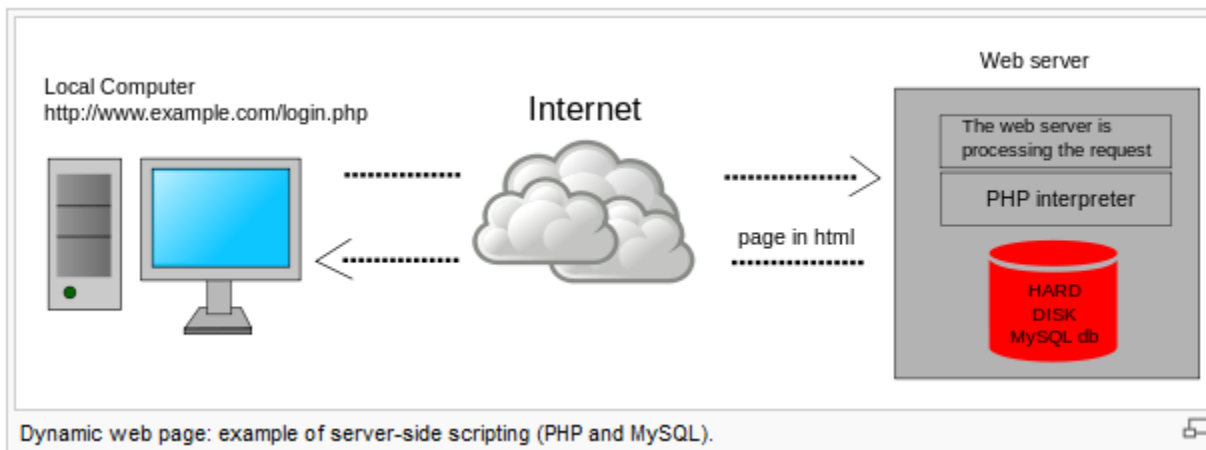 Local Computer
http://www.example.com/login.php
Internet
Web server
The web server is
processing the request
PHP interpreter
page in html
HARD
DISK
MySQL db
Dynamic web page: example of server-side scripting (PHP and MySQL).